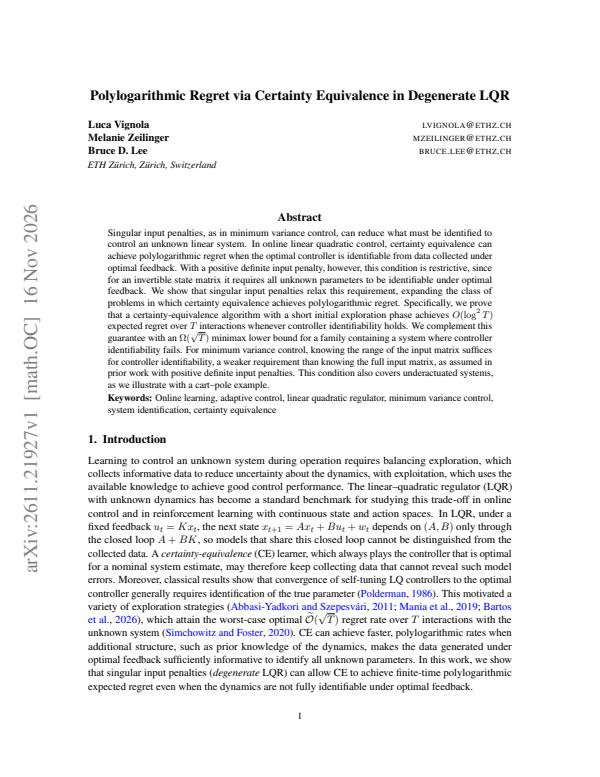 arXiv:2611.21927v1 [math.OC] 16 Nov 2026
Polylogarithmic Regret via Certainty Equivalence in Degenerate LQR
Luca Vignola LVIGNOLA@ETHZ.CH
Melanie Zeilinger MZEILINGER@ETHZ.CH
Bruce D. Lee BRUCE.LEE@ETHZ.CH
ETH Zürich, Zürich, Switzerland
Abstract
Singular input penalties, as in minimum variance control, can reduce what must be identified to
control an unknown linear system. In online linear quadratic control, certainty equivalence can
achieve polylogarithmic regret when the optimal controller is identifiable from data collected under
optimal feedback. With a positive definite input penalty, however, this condition is restrictive, since
for an invertible state matrix it requires all unknown parameters to be identifiable under optimal
feedback. We show that singular input penalties relax this requirement, expanding the class of
problems in which certainty equivalence achieves polylogarithmic regret. Specifically, we prove
that a certainty-equivalence algorithm with a short initial exploration phase achieves O(log² T)
expected regret over T interactions whenever controller identifiability holds. We complement this
guarantee with an Ω(√T) minimax lower bound for a family containing a system where controller
identifiability fails. For minimum variance control, knowing the range of the input matrix suffices
for controller identifiability, a weaker requirement than knowing the full input matrix, as assumed in
prior work with positive definite input penalties. This condition also covers underactuated systems,
as we illustrate with a cart–pole example.
Keywords: Online learning, adaptive control, linear quadratic regulator, minimum variance control,
system identification, certainty equivalence
1. Introduction
Learning to control an unknown system during operation requires balancing exploration, which
collects informative data to reduce uncertainty about the dynamics, with exploitation, which uses the
available knowledge to achieve good control performance. The linear–quadratic regulator (LQR)
with unknown dynamics has become a standard benchmark for studying this trade-off in online
control and in reinforcement learning with continuous state and action spaces. In LQR, under a
fixed feedback uₜ = Kxₜ, the next state xₜ₊₁ = Axₜ + Buₜ + wₜ depends on (A, B) only through
the closed loop A + BK, so models that share this closed loop cannot be distinguished from the
collected data. A certainty-equivalence (CE) learner, which always plays the controller that is optimal
for a nominal system estimate, may therefore keep collecting data that cannot reveal such model
errors. Moreover, classical results show that convergence of self-tuning LQ controllers to the optimal
controller generally requires identification of the true parameter (Polderman, 1986). This motivated a
variety of exploration strategies (Abbasi-Yadkori and Szepesvári, 2011; Mania et al., 2019; Bartos
et al., 2026), which attain the worst-case optimal Õ(√T) regret rate over T interactions with the
unknown system (Simchowitz and Foster, 2020). CE can achieve faster, polylogarithmic rates when
additional structure, such as prior knowledge of the dynamics, makes the data generated under
optimal feedback sufficiently informative to identify all unknown parameters. In this work, we show
that singular input penalties (degenerate LQR) can allow CE to achieve finite-time polylogarithmic
expected regret even when the dynamics are not fully identifiable under optimal feedback.
1